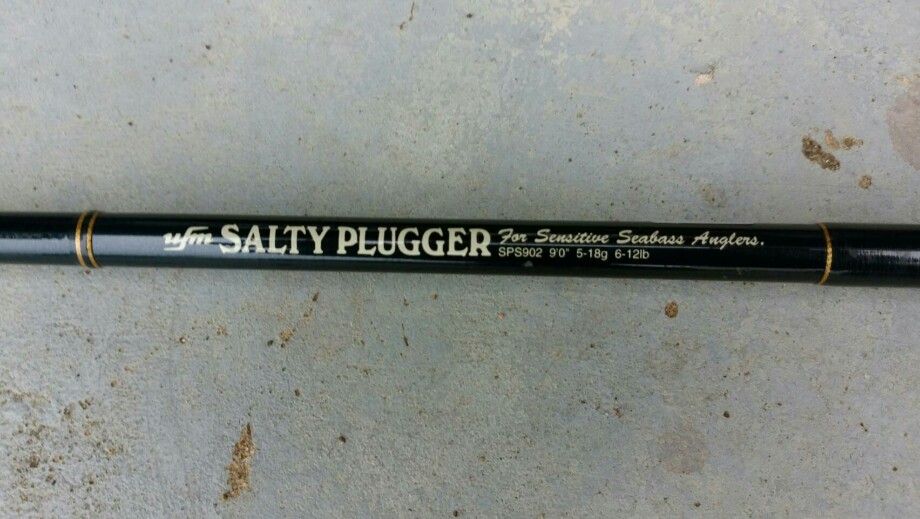 ufm SALTY PLUGGER For Sensitive Seabass Anglers.
SPS902 9'0" 5-18g 6-12lb